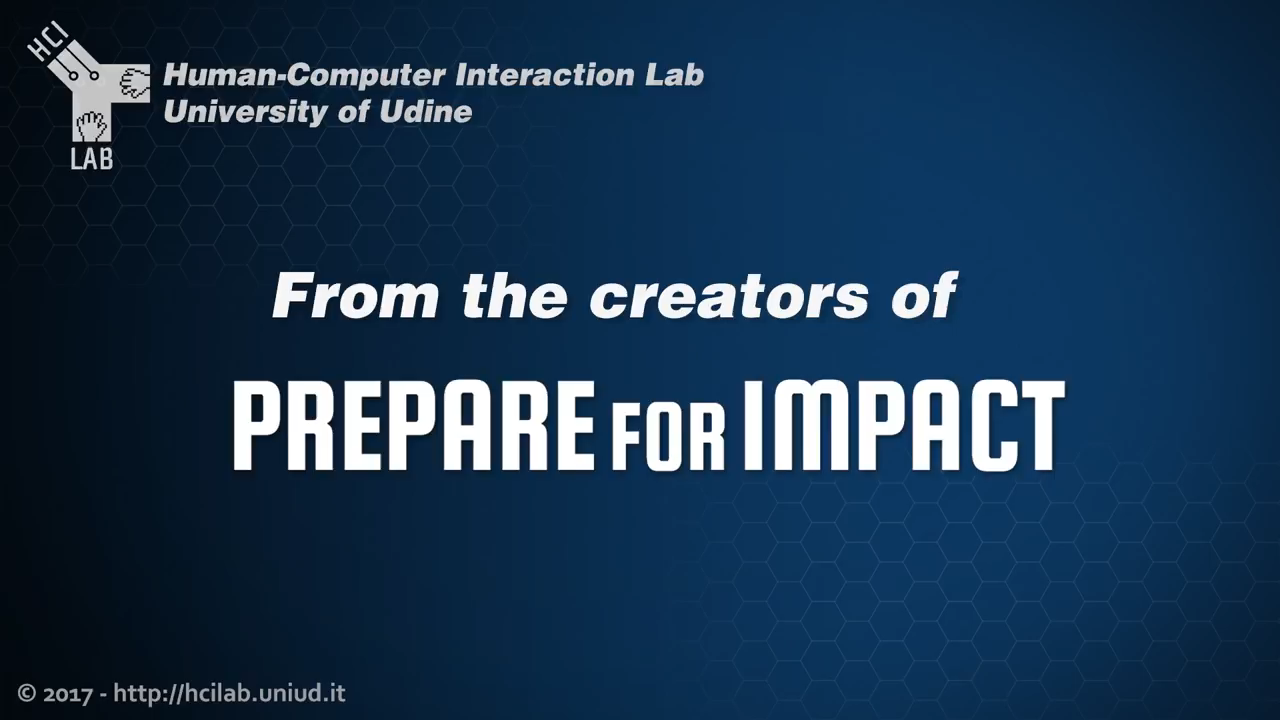 HCI
LAB
Human-Computer Interaction Lab
University of Udine
From the creators of
PREPARE FOR IMPACT
© 2017 - http://hcilab.uniud.it